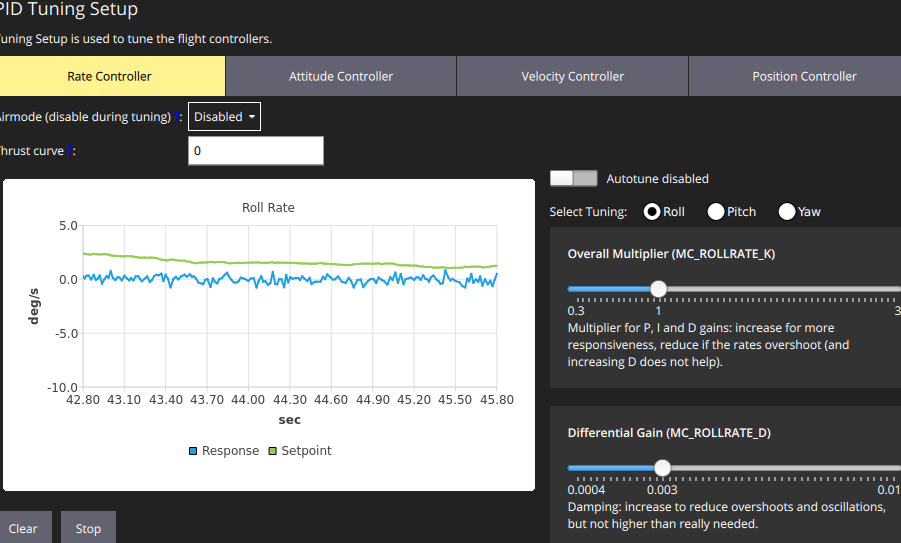 PID Tuning Setup
Tuning Setup is used to tune the flight controllers.
Rate Controller
Attitude Controller
Velocity Controller
Position Controller
Airmode (disable during tuning) ?:
Disabled
Thrust curve ?:
0
Autotune disabled
Select Tuning:
Roll
Pitch
Yaw
Roll Rate
5.0
0.0
-5.0
-10.0
deg/s
42.80 43.10 43.40 43.70 44.00 44.30 44.60 44.90 45.20 45.50 45.80
sec
Response
Setpoint
Overall Multiplier (MC_ROLLRATE_K)
0.3
1
3
Multiplier for P, I and D gains: increase for more
responsiveness, reduce if the rates overshoot (and
increasing D does not help).
Differential Gain (MC_ROLLRATE_D)
0.0004
0.003
0.01
Damping: increase to reduce overshoots and oscillations,
but not higher than really needed.
Clear
Stop